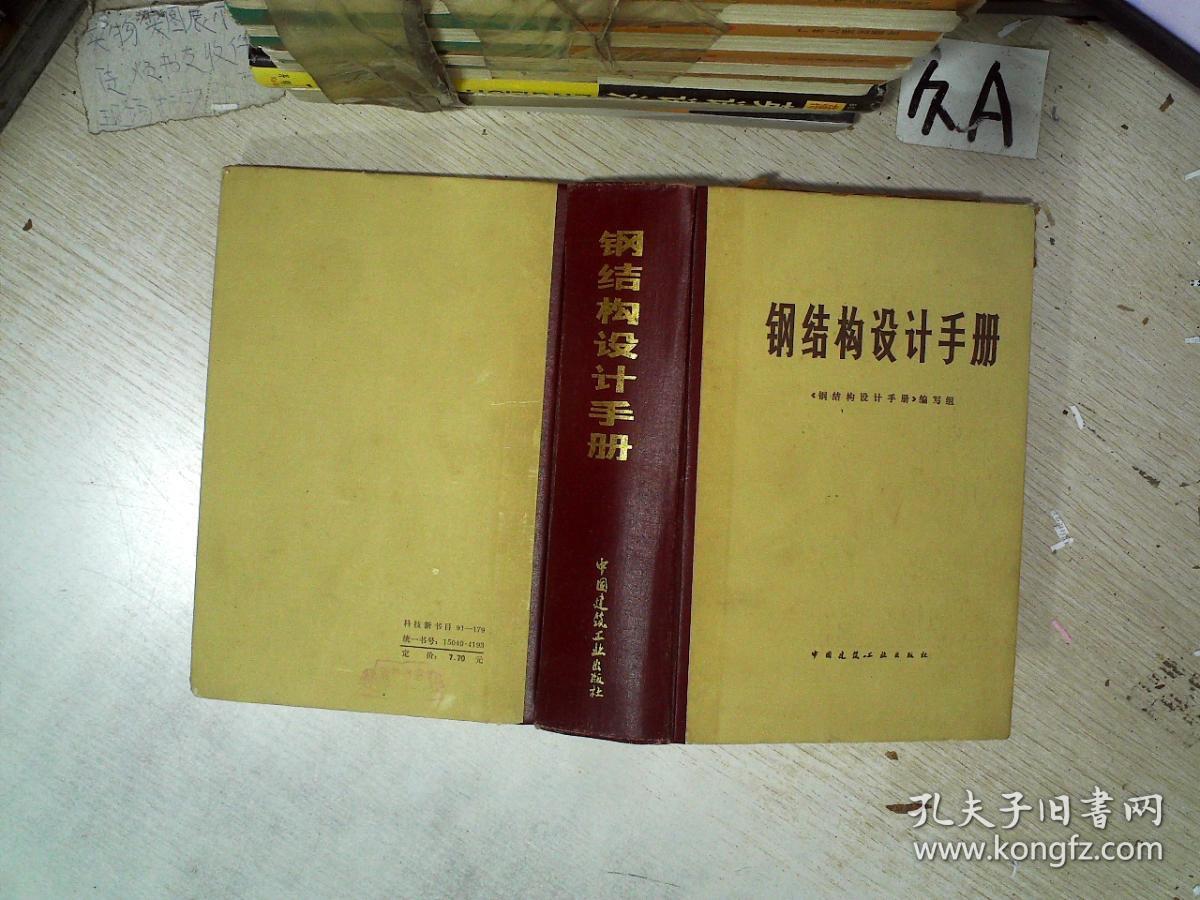 久A
钢结构设计手册
中国建筑工业出版社
钢结构设计手册
《钢结构设计手册》编写组
中国建筑工业出版社
科技新书目 91—179
统一书号：15040·4193
定 价： 7.70 元
孔夫子旧书网
www.kongfz.com